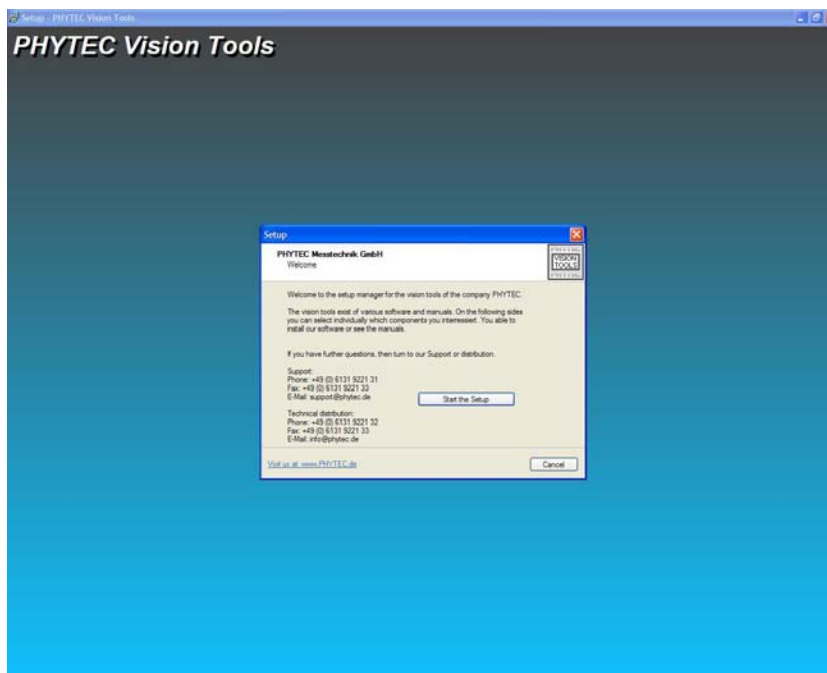 Setup - PHYTEC Vision Tools
PHYTEC Vision Tools
Setup
PHYTEC Messtechnik GmbH
Welcome
PHYTEC
VISION
TOOLS
PHYTEC
Welcome to the setup manager for the vision tools of the company PHYTEC.
The vision tools exist of various software and manuals. On the following sides
you can select individually which components you interressiert. You able to
install our software or see the manuals.
If you have further questions, then turn to our Support or distribution.
Support:
Phone: +49 (0) 6131 9221 31
Fax: +49 (0) 6131 9221 33
E-Mail: support@phytec.de
Start the Setup
Technical distribution:
Phone: +49 (0) 6131 9221 32
Fax: +49 (0) 6131 9221 33
E-Mail: info@phytec.de
Visit us at: www.PHYTEC.de
Cancel